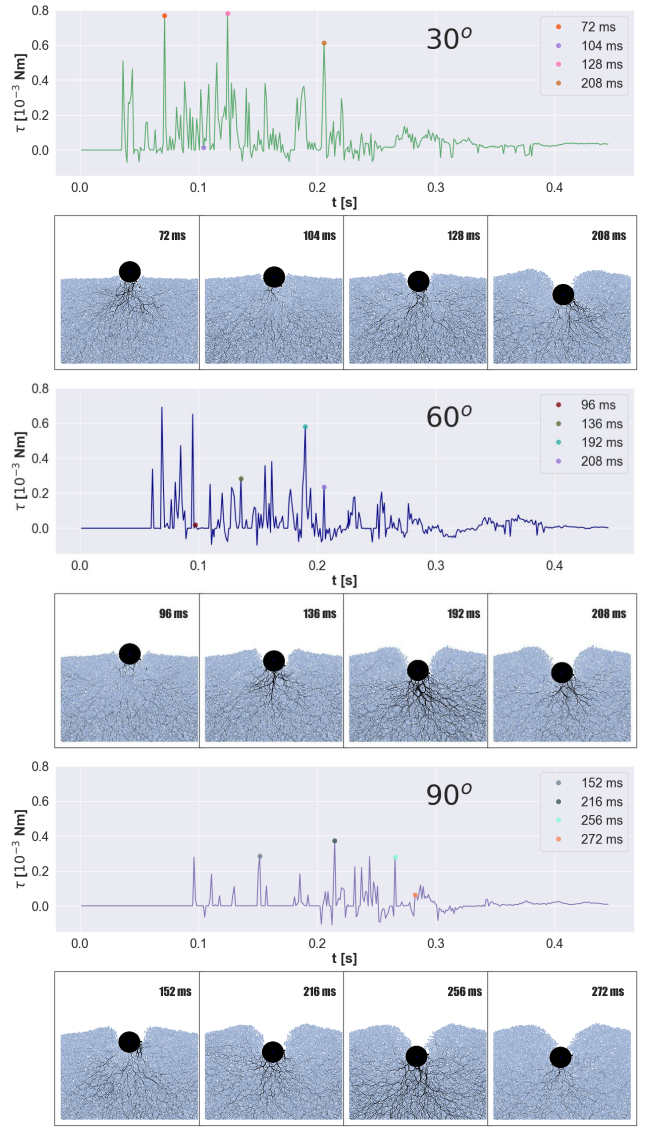 0.8
0.6
0.4
0.2
0.0
τ [10⁻³ Nm]
30ᵒ
72 ms
104 ms
128 ms
208 ms
0.0 0.1 0.2 0.3 0.4
t [s]
72 ms 104 ms 128 ms 208 ms
0.8
0.6
0.4
0.2
0.0
τ [10⁻³ Nm]
60ᵒ
96 ms
136 ms
192 ms
208 ms
0.0 0.1 0.2 0.3 0.4
t [s]
96 ms 136 ms 192 ms 208 ms
0.8
0.6
0.4
0.2
0.0
τ [10⁻³ Nm]
90ᵒ
152 ms
216 ms
256 ms
272 ms
0.0 0.1 0.2 0.3 0.4
t [s]
152 ms 216 ms 256 ms 272 ms